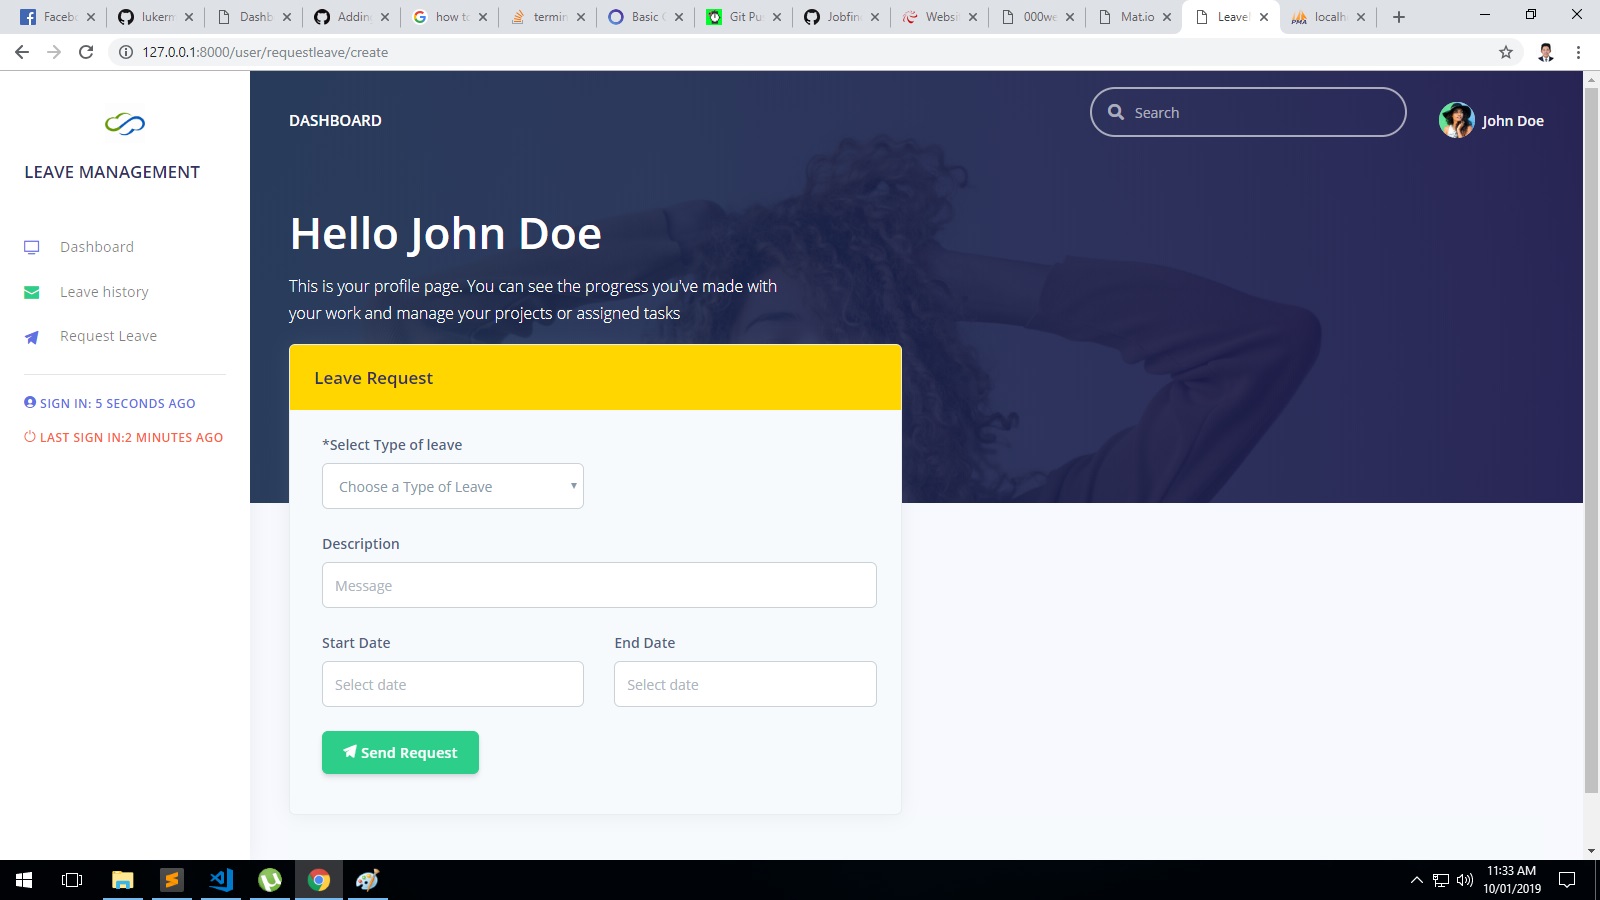 Faceb
lukerm
Dashb
Adding
how to
termin
Basic
Git Pu
Jobfin
Websi
000we
Mat.io
Leave
localh
127.0.0.1:8000/user/requestleave/create
LEAVE MANAGEMENT
Dashboard
Leave history
Request Leave
SIGN IN: 5 SECONDS AGO
LAST SIGN IN:2 MINUTES AGO
DASHBOARD
Search
John Doe
Hello John Doe
This is your profile page. You can see the progress you've made with
your work and manage your projects or assigned tasks
Leave Request
*Select Type of leave
Choose a Type of Leave
Description
Message
Start Date
End Date
Select date
Select date
Send Request
11:33 AM
10/01/2019